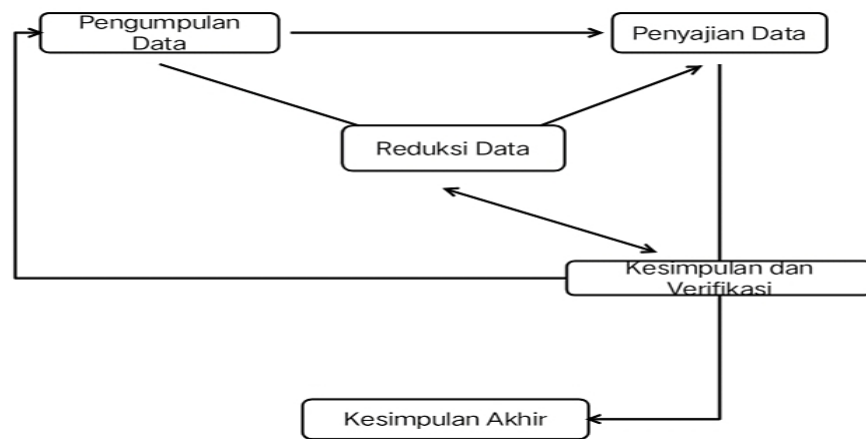 Pengumpulan
Data
Penyajian Data
Reduksi Data
Kesimpulan dan
Verifikasi
Kesimpulan Akhir